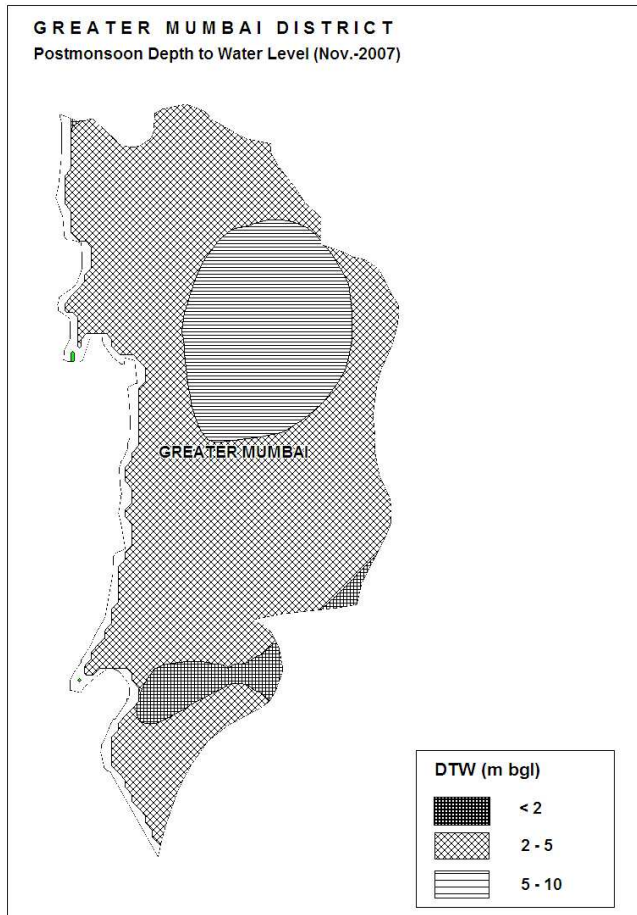 GREATER MUMBAI DISTRICT
Postmonsoon Depth to Water Level (Nov.-2007)
GREATER MUMBAI
DTW (m bgl)
< 2
2 - 5
5 - 10